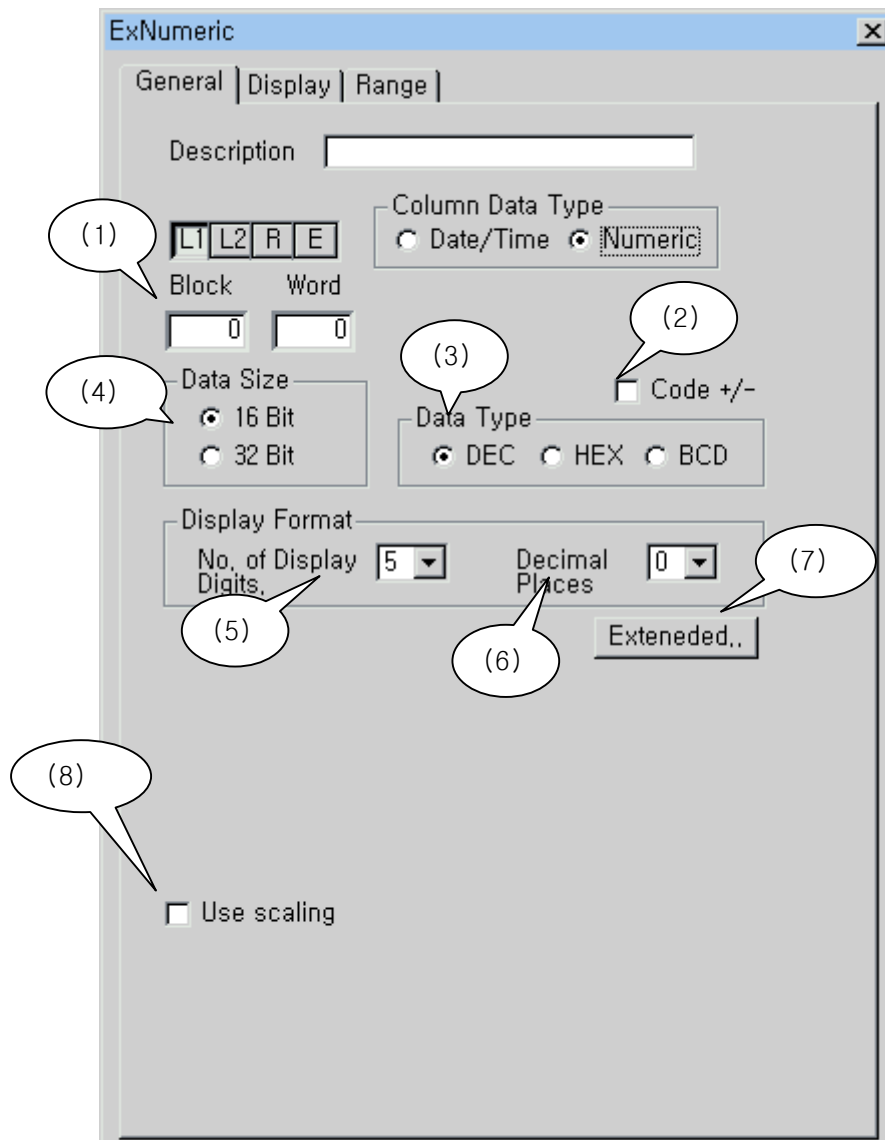 ExNumeric
General Display Range
Description
(1)
L1 L2 R E
Column Data Type
Date/Time Numeric
Block Word
0 0
(2)
(3)
(4)
Data Size
16 Bit
32 Bit
Code +/-
Data Type
DEC HEX BCD
Display Format
No. of Display Digits.
5
Decimal Places
0
(7)
(5)
(6)
Exteneded..
(8)
Use scaling